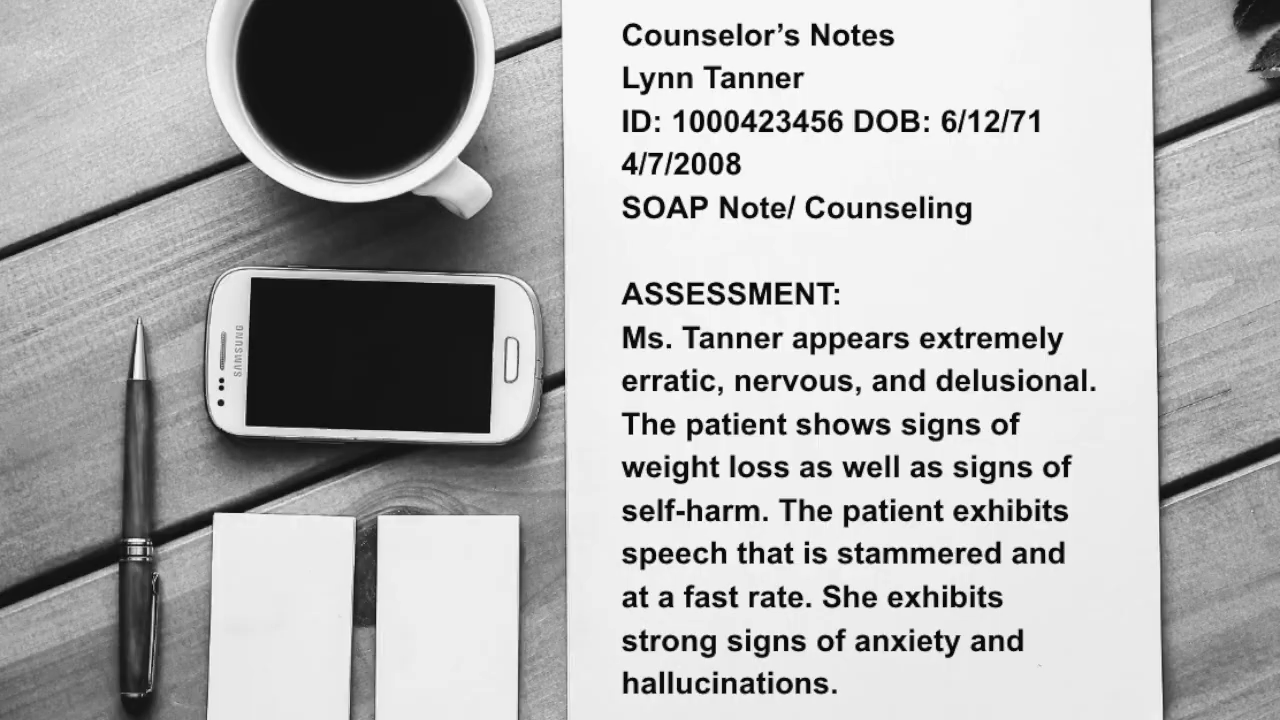 Counselor’s Notes
Lynn Tanner
ID: 1000423456 DOB: 6/12/71
4/7/2008
SOAP Note/ Counseling
ASSESSMENT:
Ms. Tanner appears extremely
erratic, nervous, and delusional.
The patient shows signs of
weight loss as well as signs of
self-harm. The patient exhibits
speech that is stammered and
at a fast rate. She exhibits
strong signs of anxiety and
hallucinations.
SAMSUNG